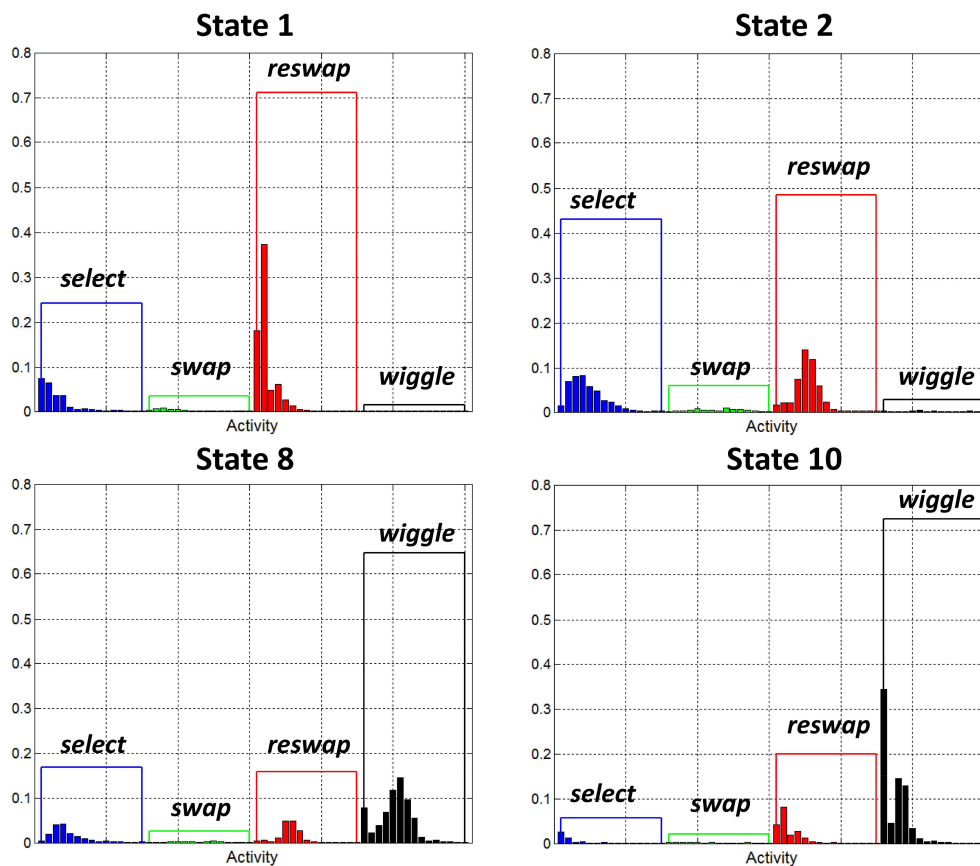 State 1
0.8
0.7
0.6
0.5
0.4
0.3
0.2
0.1
0
select
swap
reswap
wiggle
Activity
State 2
0.8
0.7
0.6
0.5
0.4
0.3
0.2
0.1
0
select
swap
reswap
wiggle
Activity
State 8
0.8
0.7
0.6
0.5
0.4
0.3
0.2
0.1
0
select
swap
reswap
wiggle
Activity
State 10
0.8
0.7
0.6
0.5
0.4
0.3
0.2
0.1
0
select
swap
reswap
wiggle
Activity